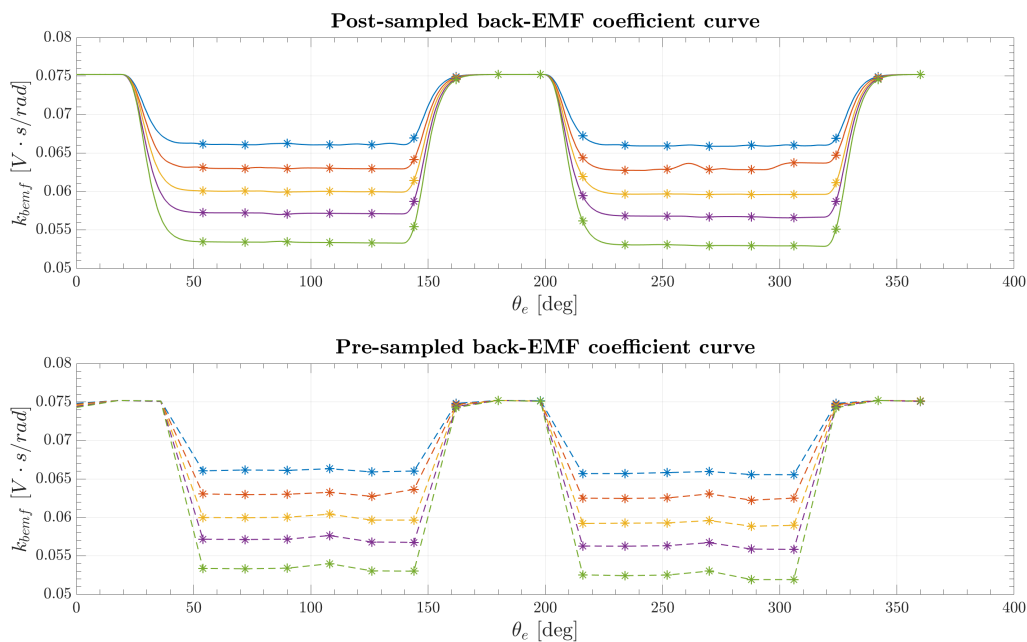 Post-sampled back-EMF coefficient curve
0.08
0.075
0.07
0.065
0.06
0.055
0.05
k_bemf [V · s/rad]
0 50 100 150 200 250 300 350 400
θ_e [deg]
Pre-sampled back-EMF coefficient curve
0.08
0.075
0.07
0.065
0.06
0.055
0.05
k_bemf [V · s/rad]
0 50 100 150 200 250 300 350 400
θ_e [deg]